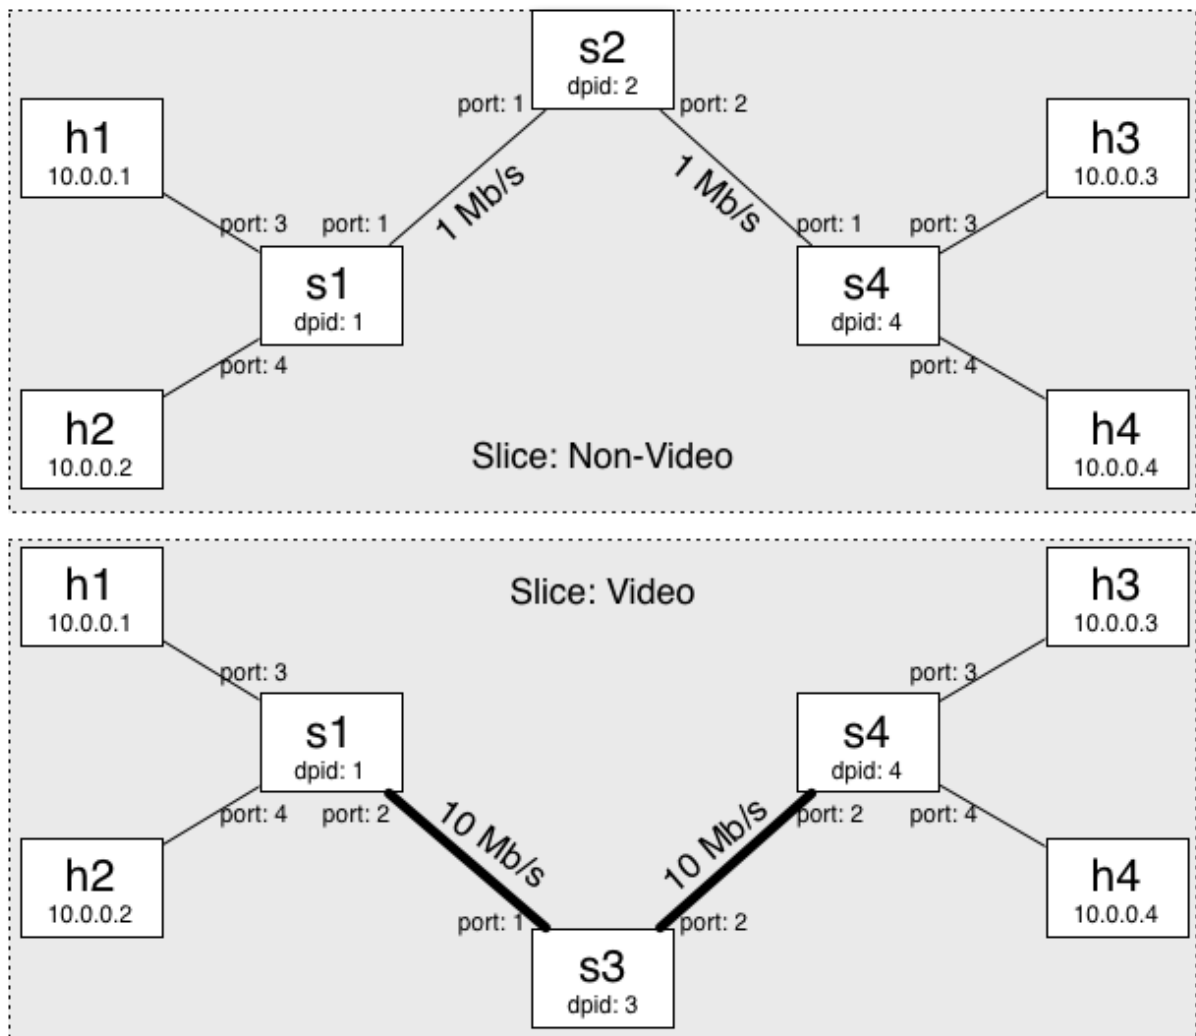 s2
dpid: 2
port: 1
port: 2
h1
10.0.0.1
h3
10.0.0.3
1 Mb/s
1 Mb/s
port: 3
port: 1
port: 1
port: 3
s1
dpid: 1
s4
dpid: 4
port: 4
port: 4
h2
10.0.0.2
Slice: Non-Video
h4
10.0.0.4
h1
10.0.0.1
Slice: Video
h3
10.0.0.3
port: 3
port: 3
s1
dpid: 1
s4
dpid: 4
port: 4
port: 2
10 Mb/s
10 Mb/s
port: 2
port: 4
h2
10.0.0.2
h4
10.0.0.4
port: 1
port: 2
s3
dpid: 3